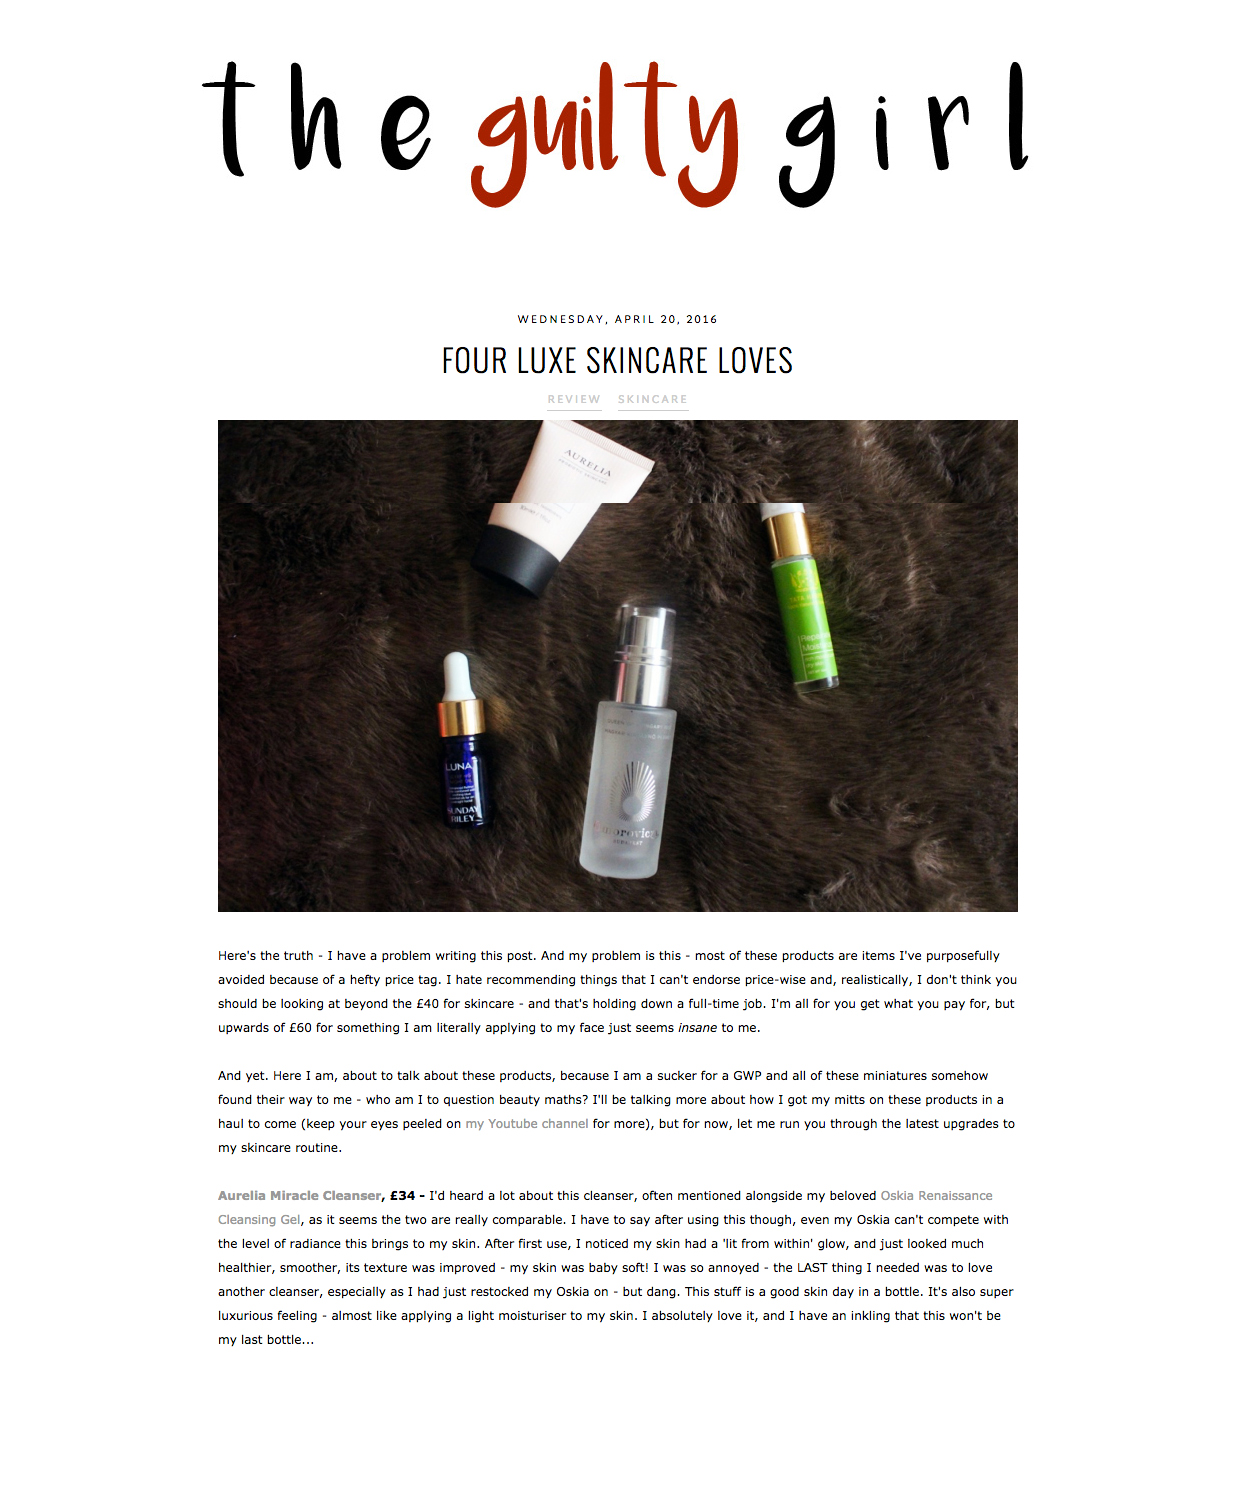 the guilty girl
WEDNESDAY, APRIL 20, 2016
FOUR LUXE SKINCARE LOVES
REVIEW SKINCARE
AURELIA
LUNA
SUNDAY
RILEY
Here's the truth - I have a problem writing this post. And my problem is this - most of these products are items I've purposefully
avoided because of a hefty price tag. I hate recommending things that I can't endorse price-wise and, realistically, I don't think you
should be looking at beyond the £40 for skincare - and that's holding down a full-time job. I'm all for you get what you pay for, but
upwards of £60 for something I am literally applying to my face just seems insane to me.
And yet. Here I am, about to talk about these products, because I am a sucker for a GWP and all of these miniatures somehow
found their way to me - who am I to question beauty maths? I'll be talking more about how I got my mitts on these products in a
haul to come (keep your eyes peeled on my Youtube channel for more), but for now, let me run you through the latest upgrades to
my skincare routine.
Aurelia Miracle Cleanser, £34 - I'd heard a lot about this cleanser, often mentioned alongside my beloved Oskia Renaissance
Cleansing Gel, as it seems the two are really comparable. I have to say after using this though, even my Oskia can't compete with
the level of radiance this brings to my skin. After first use, I noticed my skin had a 'lit from within' glow, and just looked much
healthier, smoother, its texture was improved - my skin was baby soft! I was so annoyed - the LAST thing I needed was to love
another cleanser, especially as I had just restocked my Oskia on - but dang. This stuff is a good skin day in a bottle. It's also super
luxurious feeling - almost like applying a light moisturiser to my skin. I absolutely love it, and I have an inkling that this won't be
my last bottle...